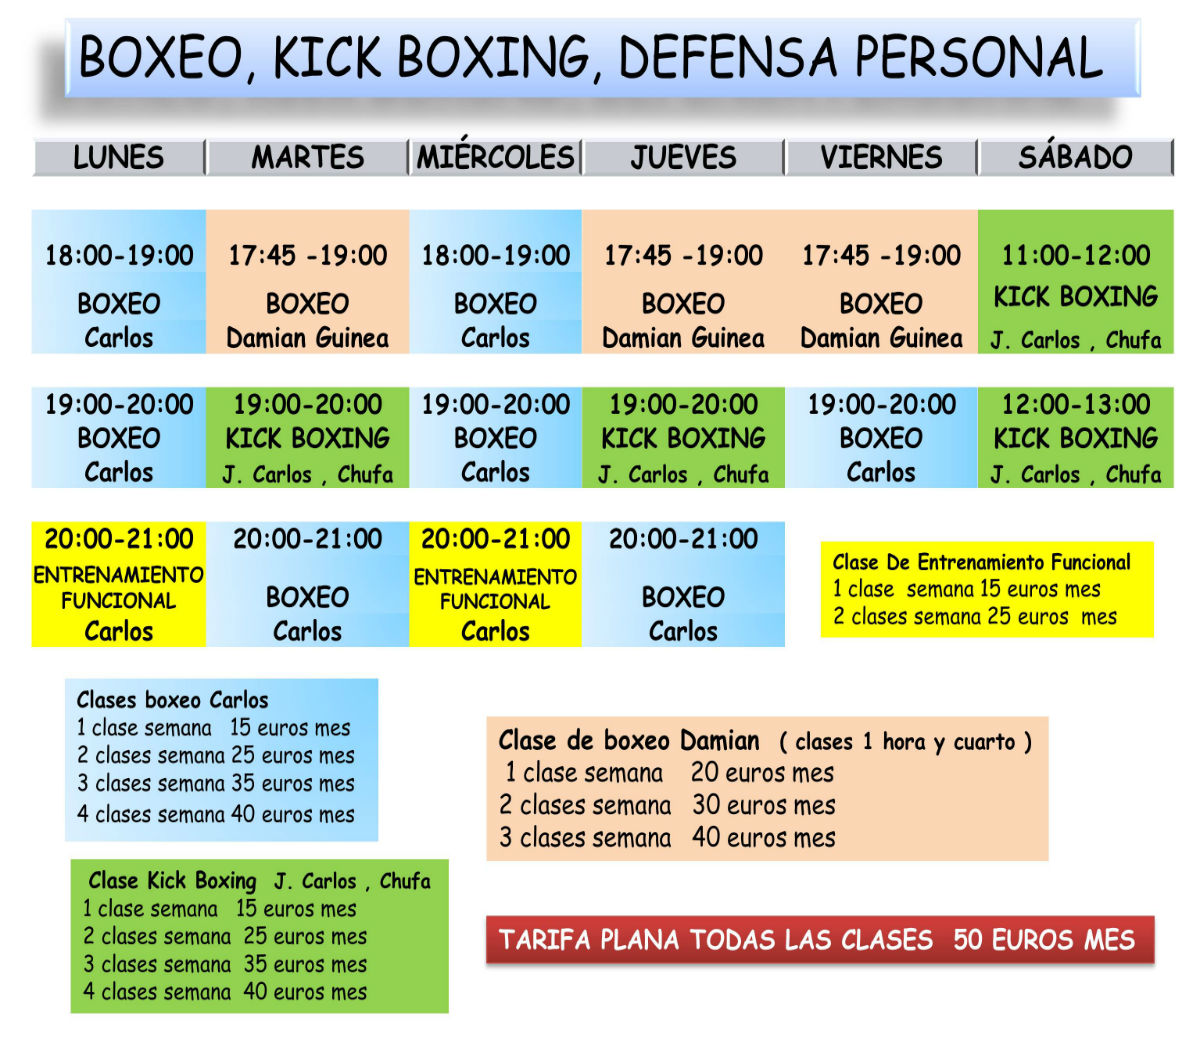 BOXEO, KICK BOXING, DEFENSA PERSONAL
LUNES MARTES MIÉRCOLES JUEVES VIERNES SÁBADO
18:00-19:00 17:45 -19:00 18:00-19:00 17:45 -19:00 17:45 -19:00 11:00-12:00
BOXEO BOXEO BOXEO BOXEO BOXEO KICK BOXING
Carlos Damian Guinea Carlos Damian Guinea Damian Guinea J. Carlos , Chufa
19:00-20:00 19:00-20:00 19:00-20:00 19:00-20:00 19:00-20:00 12:00-13:00
BOXEO KICK BOXING BOXEO KICK BOXING BOXEO KICK BOXING
Carlos J. Carlos , Chufa Carlos J. Carlos , Chufa Carlos J. Carlos , Chufa
20:00-21:00 20:00-21:00 20:00-21:00 20:00-21:00
ENTRENAMIENTO ENTRENAMIENTO
FUNCIONAL BOXEO FUNCIONAL BOXEO
Carlos Carlos Carlos Carlos
Clase De Entrenamiento Funcional
1 clase semana 15 euros mes
2 clases semana 25 euros mes
Clases boxeo Carlos
1 clase semana 15 euros mes
2 clases semana 25 euros mes
3 clases semana 35 euros mes
4 clases semana 40 euros mes
Clase de boxeo Damian ( clases 1 hora y cuarto )
1 clase semana 20 euros mes
2 clases semana 30 euros mes
3 clases semana 40 euros mes
Clase Kick Boxing J. Carlos , Chufa
1 clase semana 15 euros mes
2 clases semana 25 euros mes
3 clases semana 35 euros mes
4 clases semana 40 euros mes
TARIFA PLANA TODAS LAS CLASES 50 EUROS MES